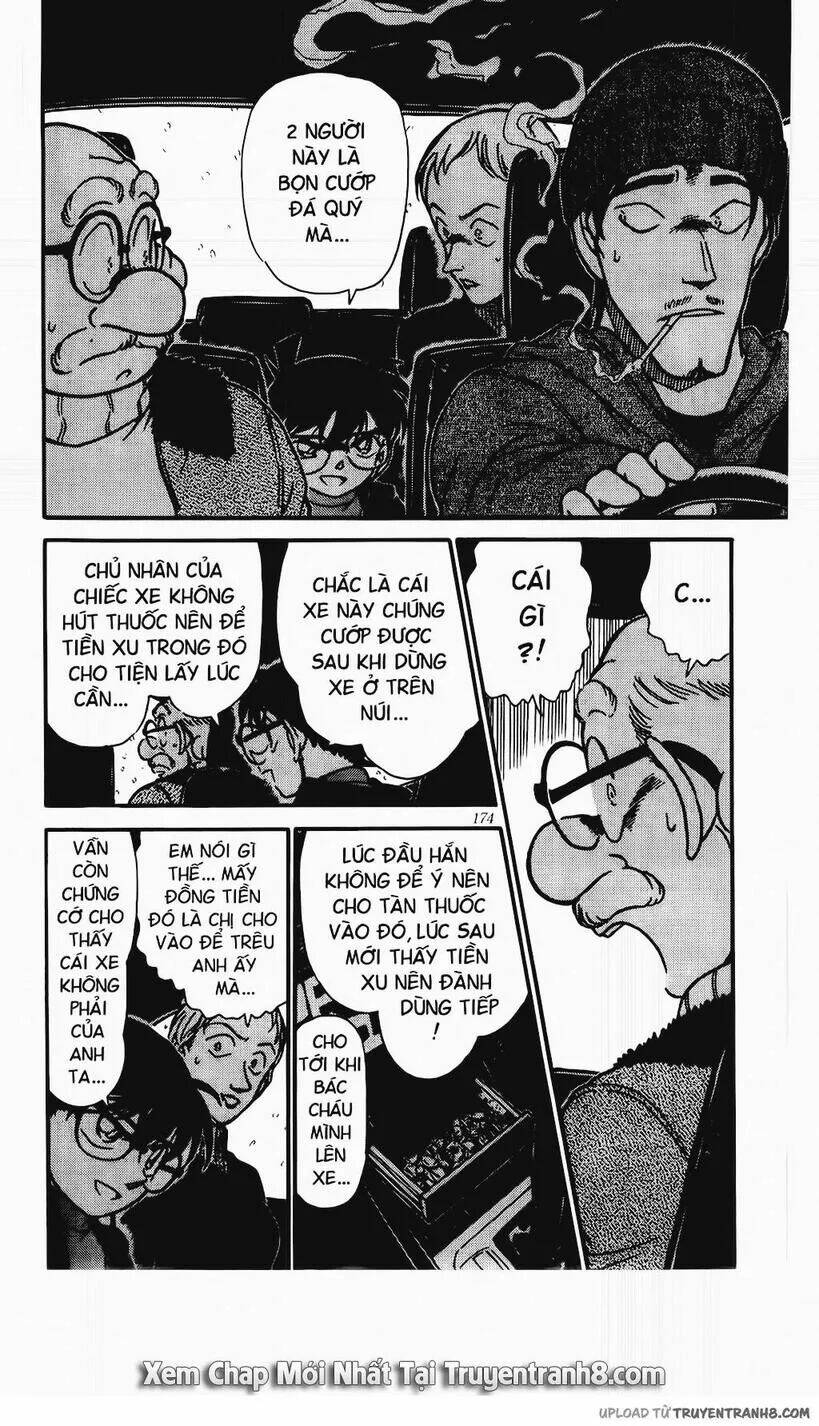 2 NGƯỜI
NÀY LÀ
BỌN CƯỚP
ĐÁ QUÝ
MÀ...
C...
CÁI
GÌ
?!
CHẮC LÀ CÁI
XE NÀY CHÚNG
CƯỚP ĐƯỢC
SAU KHI DỪNG
XE Ở TRÊN
NÚI...
CHỦ NHÂN CỦA
CHIẾC XE KHÔNG
HÚT THUỐC NÊN ĐỂ
TIỀN XU TRONG ĐÓ
CHO TIỆN LẤY LÚC
CẦN...
174
LÚC ĐẦU HẮN
KHÔNG ĐỂ Ý NÊN
CHO TÀN THUỐC
VÀO ĐÓ, LÚC SAU
MỚI THẤY TIỀN
XU NÊN ĐÀNH
DÙNG TIẾP
!
CHO
TỚI KHI
BÁC
CHÁU
MÌNH
LÊN
XE...
EM NÓI GÌ
THẾ... MẤY
ĐỒNG TIỀN
ĐÓ LÀ CHỊ CHO
VÀO ĐỂ TRÊU
ANH ẤY
MÀ...
VẪN
CÒN
CHỨNG
CỚ CHO
THẤY
CÁI XE
KHÔNG
PHẢI
CỦA
ANH
TA...
Xem Chap Mới Nhất Tại Truyentranh8.com
UPLOAD TỪ TRUYENTRANH8.COM